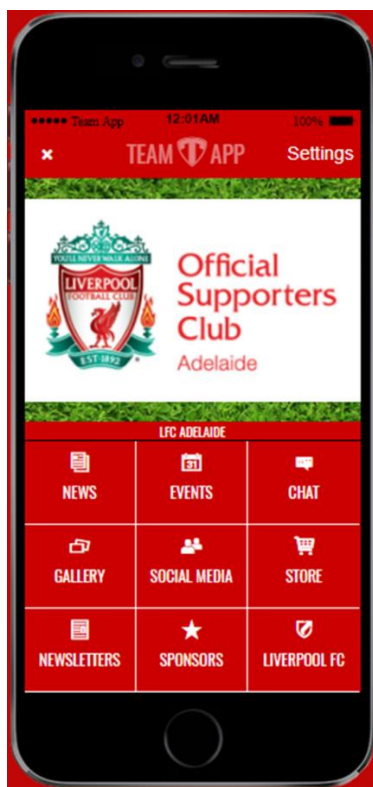 Team App 12:01AM 100%
× TEAM APP Settings
YOU'LL NEVER WALK ALONE
LIVERPOOL
FOOTBALL CLUB
EST·1892
Official
Supporters
Club
Adelaide
LFC ADELAIDE
31
NEWS EVENTS CHAT
GALLERY SOCIAL MEDIA STORE
NEWSLETTERS SPONSORS LIVERPOOL FC